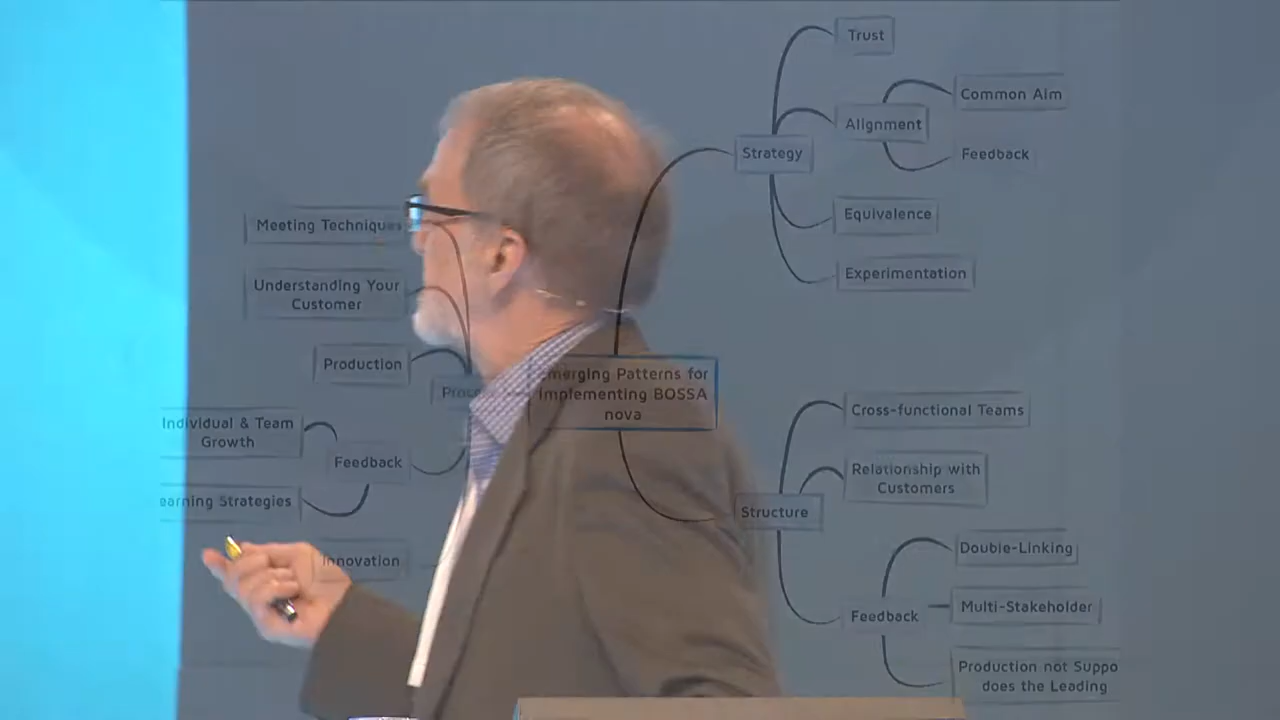 Trust
Common Aim
Alignment
Feedback
Strategy
Equivalence
Experimentation
Meeting Techniques
Understanding Your
Customer
Production
Emerging Patterns for
Implementing BOSSA
nova
Individual & Team
Growth
Feedback
Learning Strategies
Innovation
Cross-functional Teams
Relationship with
Customers
Structure
Double-Linking
Feedback
Multi-Stakeholder
Production not Suppo
does the Leading